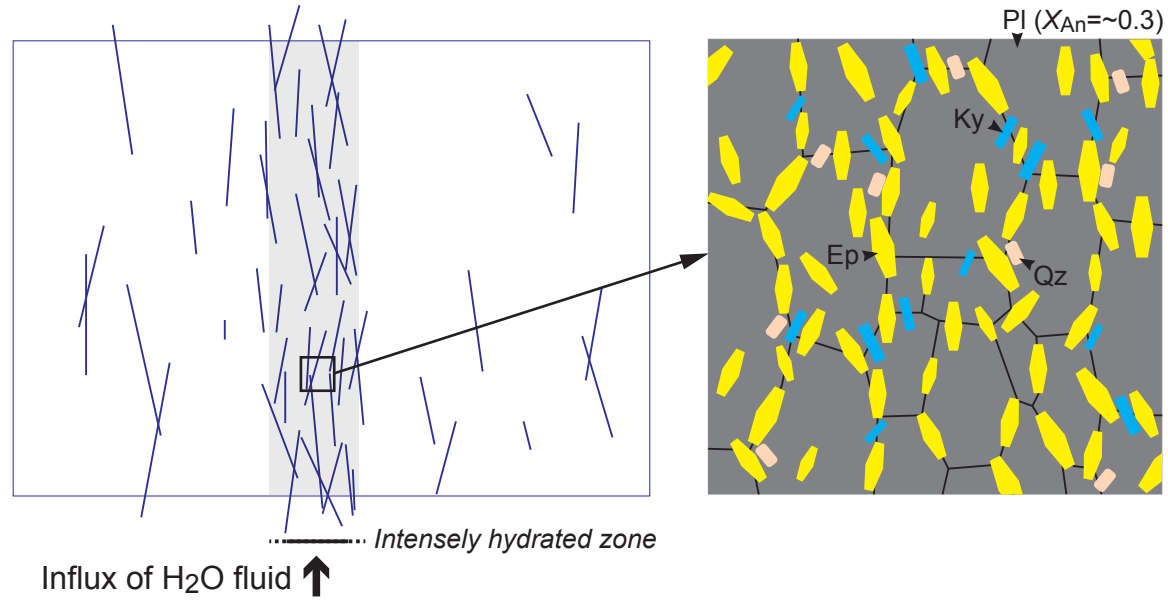 Pl (XAn=~0.3)
Ky
Ep
Qz
Intensely hydrated zone
Influx of H2O fluid